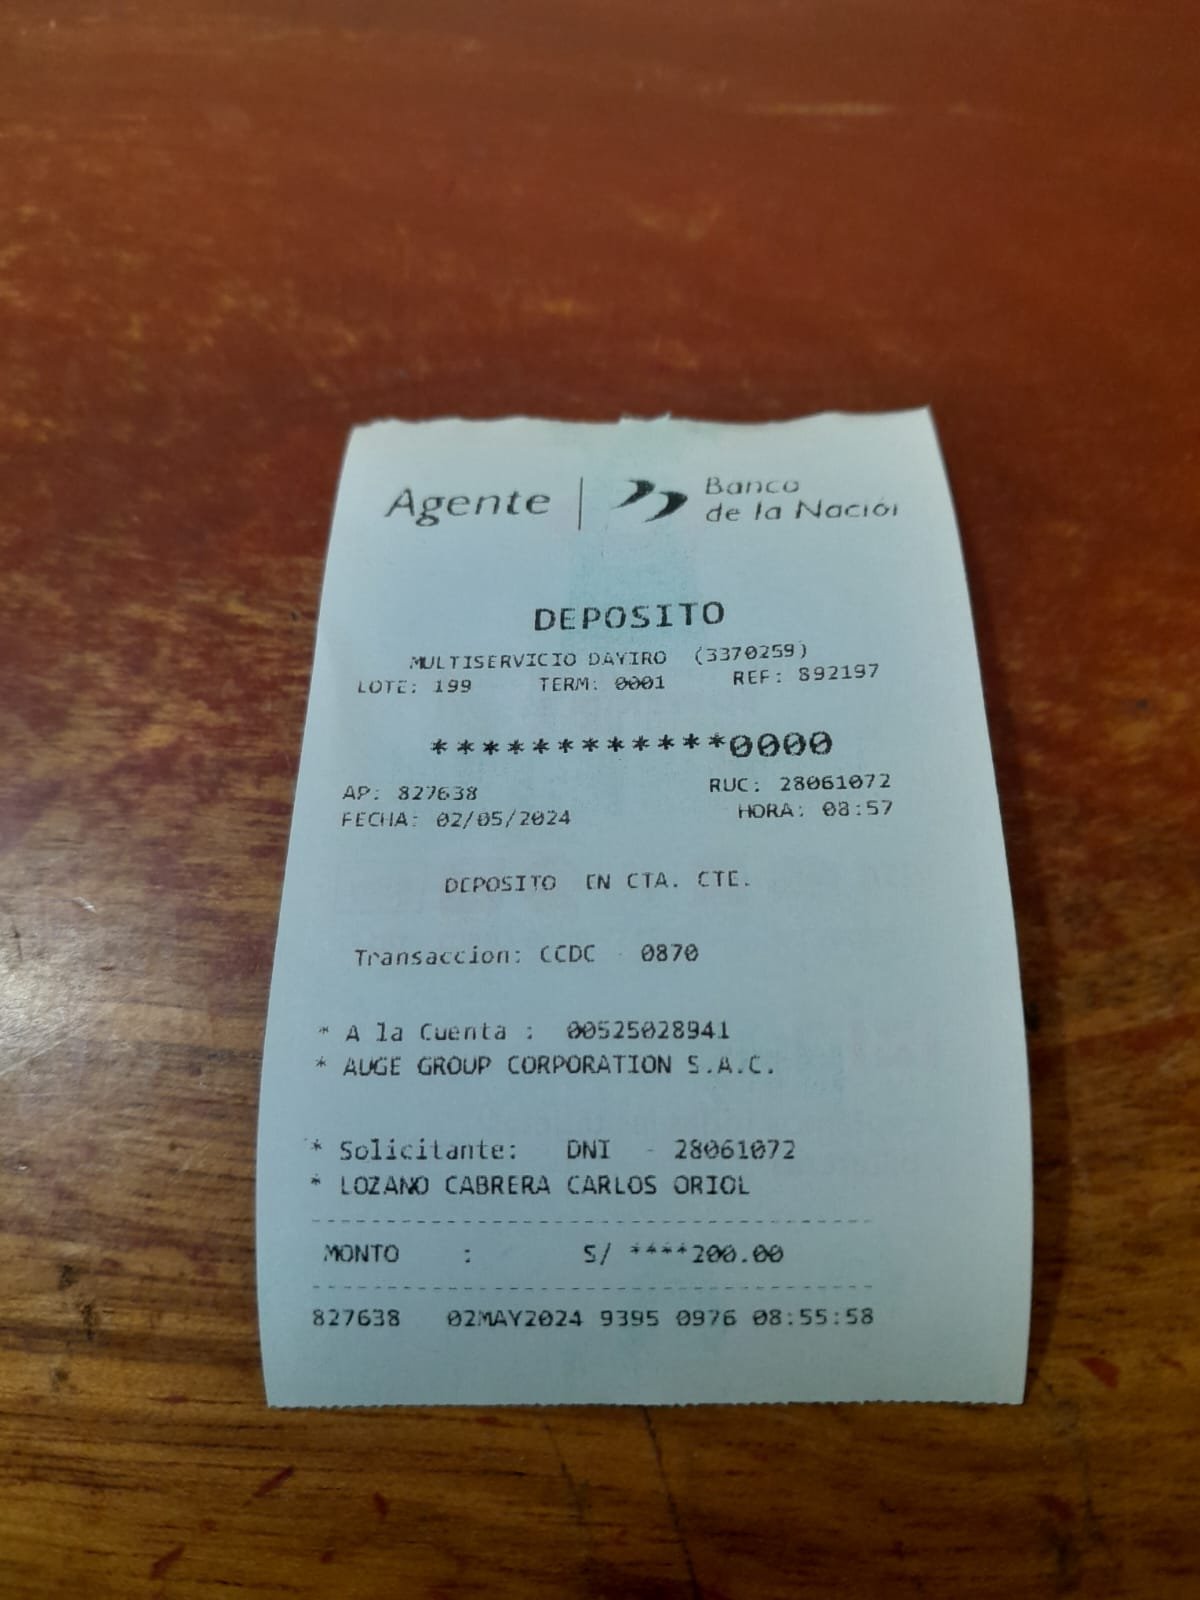 Agente | Banco
de la Nación
DEPOSITO
MULTISERVICIO DAYIRO (3370259)
LOTE: 199 TERM: 0001 REF: 892197
************0000
AP: 827638 RUC: 28061072
FECHA: 02/05/2024 HORA: 08:57
DEPOSITO EN CTA. CTE.
Transaccion: CCDC - 0870
* A la Cuenta : 00525028941
* AUGE GROUP CORPORATION S.A.C.
* Solicitante: DNI - 28061072
* LOZANO CABRERA CARLOS ORIOL
MONTO : S/ ****200.00
827638 02MAY2024 9395 0976 08:55:58